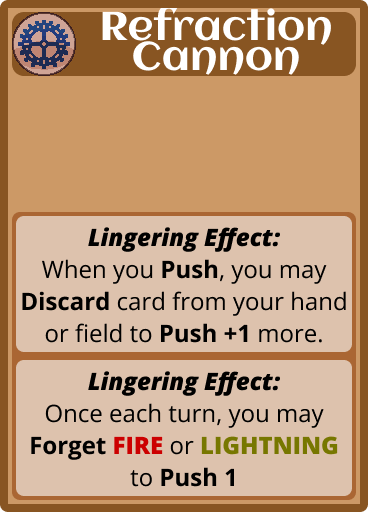 Refraction
Cannon
Lingering Effect:
When you Push, you may
Discard card from your hand
or field to Push +1 more.
Lingering Effect:
Once each turn, you may
Forget FIRE or LIGHTNING
to Push 1